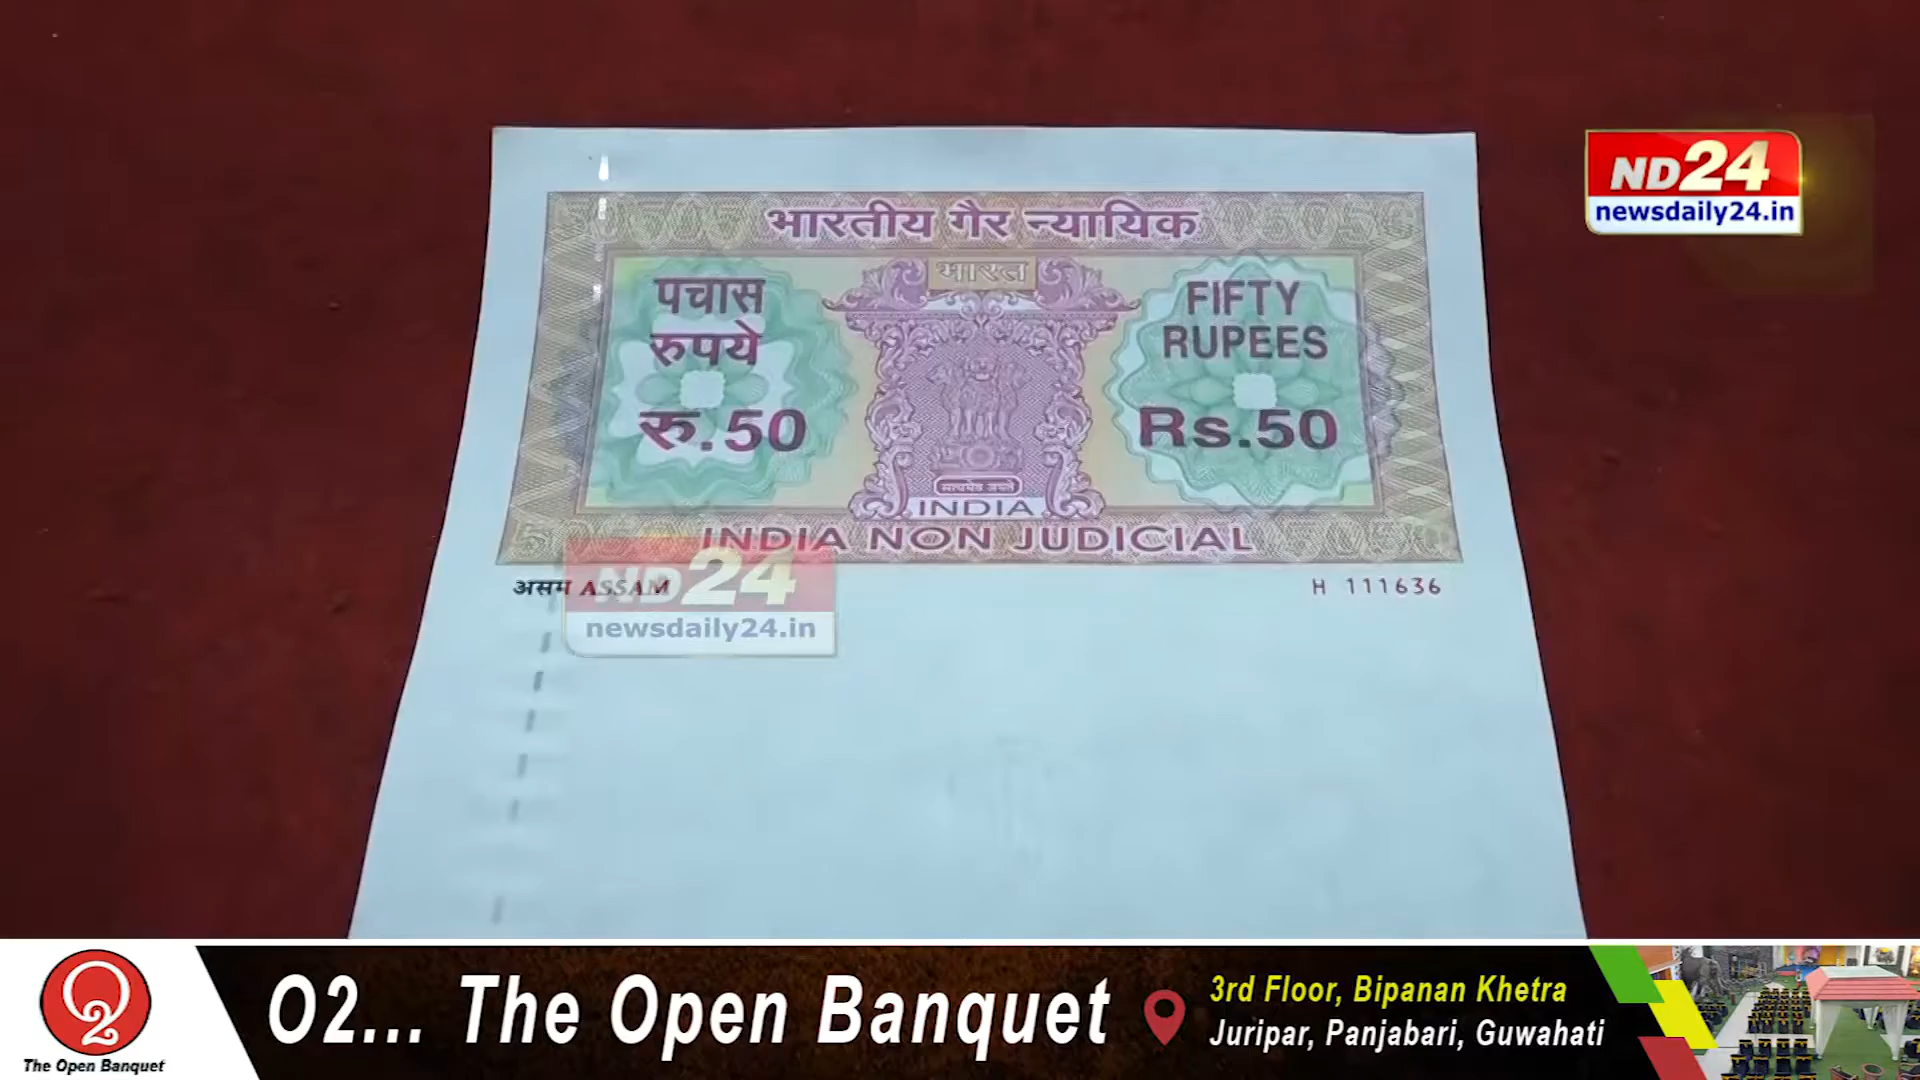 ND24
newsdaily24.in
भारतीय गैर न्यायिक
भारत
पचास
रुपये
रु.50
FIFTY
RUPEES
Rs.50
सत्यमेव जयते
INDIA
INDIA NON JUDICIAL
असम ASSAM
H 111636
ND24
newsdaily24.in
O2
The Open Banquet
O2... The Open Banquet
3rd Floor, Bipanan Khetra
Juripar, Panjabari, Guwahati